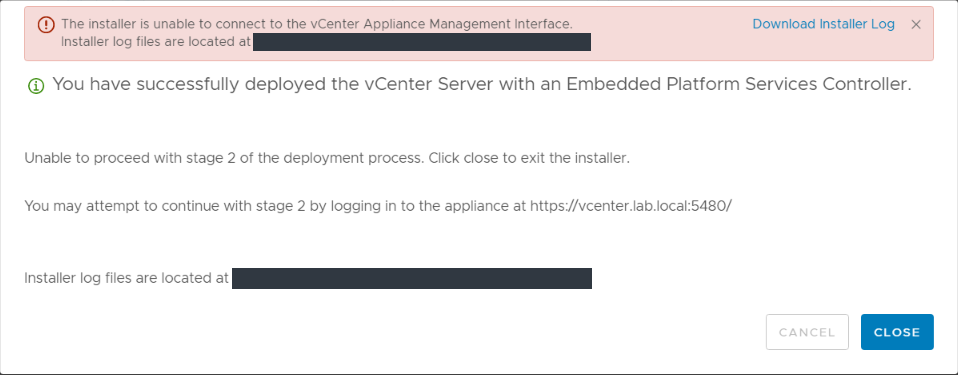 The installer is unable to connect to the vCenter Appliance Management Interface.
Download Installer Log
Installer log files are located at
You have successfully deployed the vCenter Server with an Embedded Platform Services Controller.
Unable to proceed with stage 2 of the deployment process. Click close to exit the installer.
You may attempt to continue with stage 2 by logging in to the appliance at https://vcenter.lab.local:5480/
Installer log files are located at
CANCEL
CLOSE